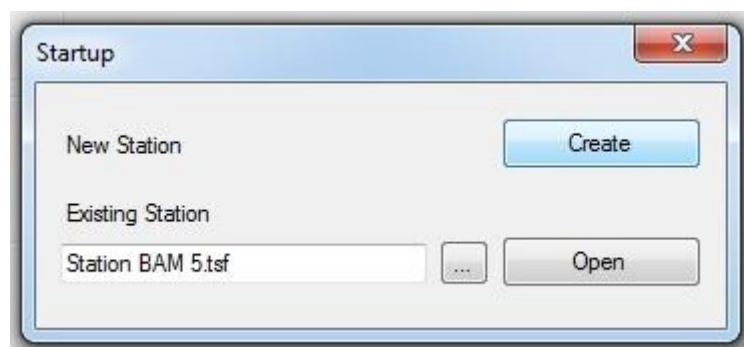 Startup
New Station
Create
Existing Station
Station BAM 5.tsf
...
Open